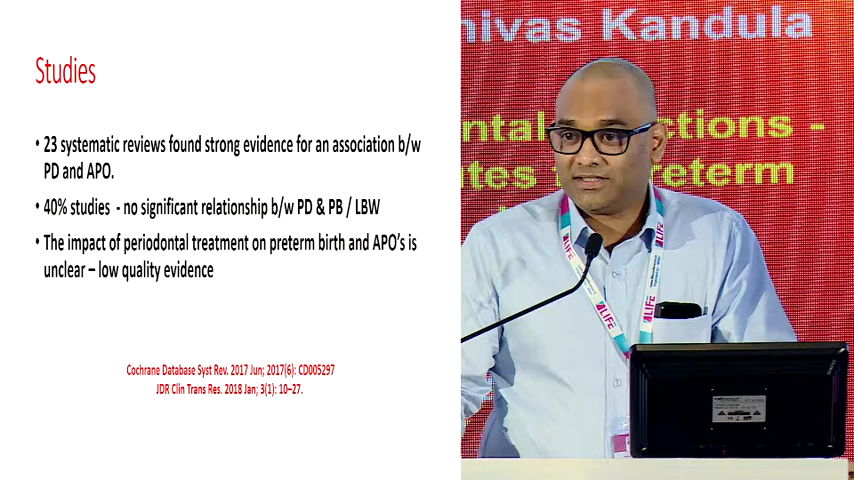 Studies
• 23 systematic reviews found strong evidence for an association b/w
PD and APO.
• 40% studies - no significant relationship b/w PD & PB / LBW
• The impact of periodontal treatment on preterm birth and APO's is
unclear – low quality evidence
Cochrane Database Syst Rev. 2017 Jun; 2017(6): CD005297
JDR Clin Trans Res. 2018 Jan; 3(1): 10–27.
nivas Kandula
ntal ctions -
tes reterm
LIFE
LIFE
LIFE